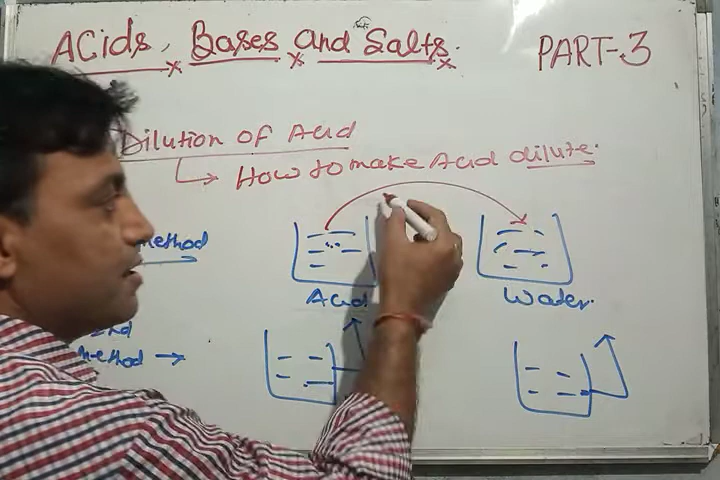 Acids, Bases and Salts.
PART-3
Dilution of Acid
How to make Acid dilute.
method
Acid
Water.
method